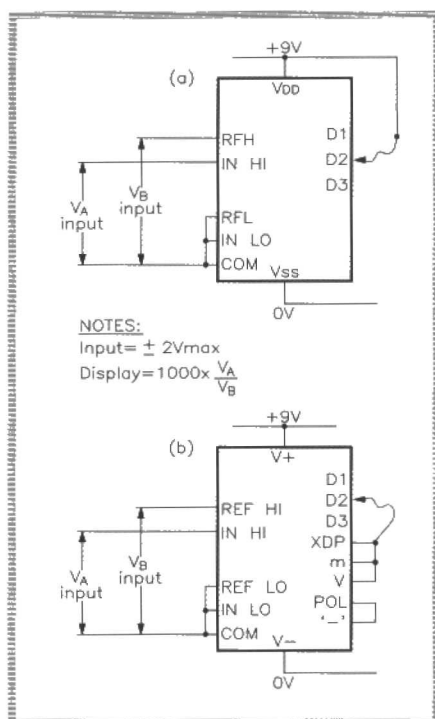 +9V
(a)
VDD
RFH
D1
IN HI
D2
D3
VA
input
VB
input
RFL
IN LO
COM
VSS
0V
NOTES:
Input= ± 2Vmax
Display=1000x VA/VB
+9V
(b)
V+
D1
REF HI
D2
IN HI
D3
XDP
VA
input
VB
input
m
V
REF LO
IN LO
POL
COM
'-'
V-
0V